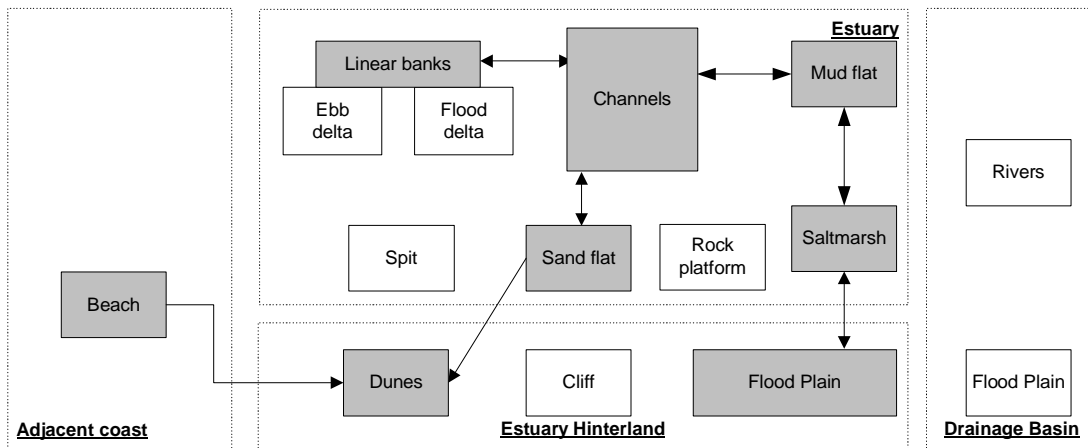 Estuary
Linear banks
Ebb
delta
Flood
delta
Channels
Mud flat
Rivers
Spit
Sand flat
Rock
platform
Saltmarsh
Beach
Dunes
Cliff
Flood Plain
Flood Plain
Adjacent coast
Estuary Hinterland
Drainage Basin